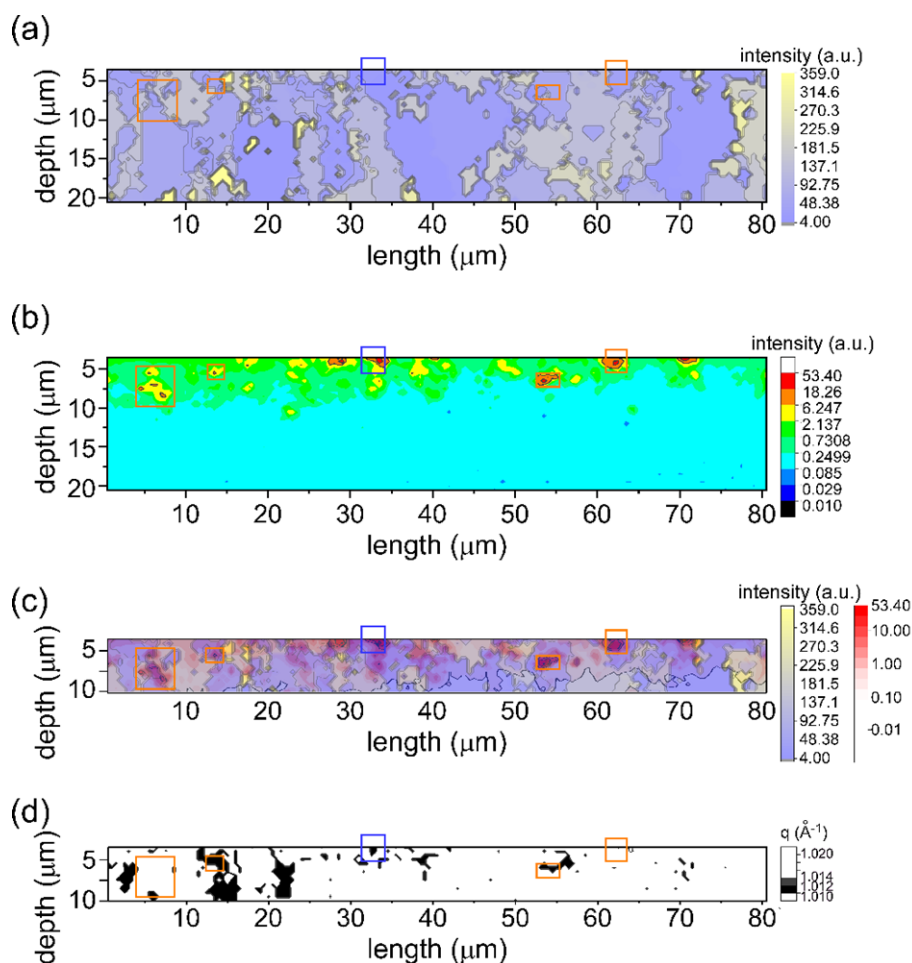 (a)
intensity (a.u.)
359.0
314.6
270.3
225.9
181.5
137.1
92.75
48.38
4.00
depth (μm)
5
10
15
20
10 20 30 40 50 60 70 80
length (μm)
(b)
intensity (a.u.)
53.40
18.26
6.247
2.137
0.7308
0.2499
0.085
0.029
0.010
depth (μm)
5
10
15
20
10 20 30 40 50 60 70 80
length (μm)
(c)
intensity (a.u.)
359.0
314.6
270.3
225.9
181.5
137.1
92.75
48.38
4.00
53.40
10.00
1.00
0.10
-0.01
depth (μm)
5
10
10 20 30 40 50 60 70 80
length (μm)
(d)
q (Å⁻¹)
1.020
1.014
1.012
1.010
depth (μm)
5
10
10 20 30 40 50 60 70 80
length (μm)